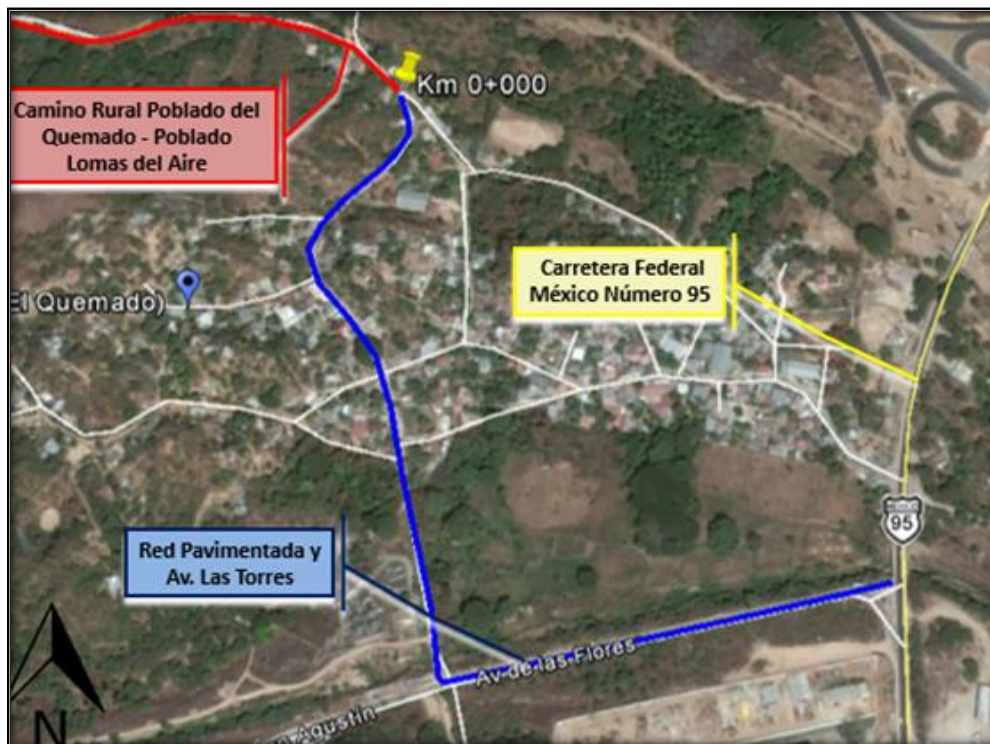 Km 0+000
Camino Rural Poblado del
Quemado - Poblado
Lomas del Aire
Carretera Federal
México Número 95
El Quemado)
MEXICO
95
Red Pavimentada y
Av. Las Torres
Av de las Flores
Agustín
N